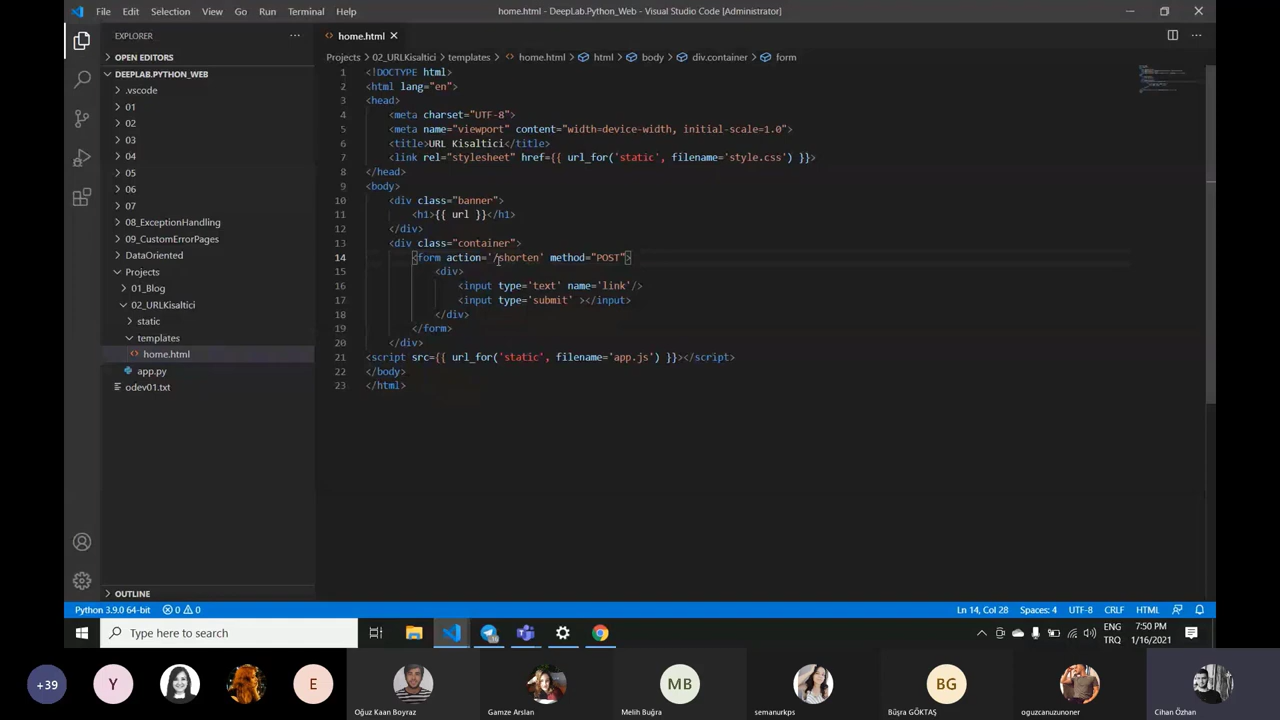 File Edit Selection View Go Run Terminal Help
home.html - DeepLab.Python_Web - Visual Studio Code [Administrator]
EXPLORER
OPEN EDITORS
DEEPLAB.PYTHON_WEB
.vscode
01
02
03
04
05
06
07
08_ExceptionHandling
09_CustomErrorPages
DataOriented
Projects
01_Blog
02_URLKisaltici
static
templates
home.html
app.py
odev01.txt
OUTLINE
home.html
Projects > 02_URLKisaltici > templates > home.html > html > body > div.container > form
1 <!DOCTYPE html>
2 <html lang="en">
3 <head>
4 <meta charset="UTF-8">
5 <meta name="viewport" content="width=device-width, initial-scale=1.0">
6 <title>URL Kisaltici</title>
7 <link rel="stylesheet" href={{ url_for('static', filename='style.css') }}>
8 </head>
9 <body>
10 <div class="banner">
11 <h1>{{ url }}</h1>
12 </div>
13 <div class="container">
14 <form action='/shorten' method="POST">
15 <div>
16 <input type='text' name='link'/>
17 <input type='submit' ></input>
18 </div>
19 </form>
20 </div>
21 <script src={{ url_for('static', filename='app.js') }}></script>
22 </body>
23 </html>
Python 3.9.0 64-bit 0 0
Ln 14, Col 28 Spaces: 4 UTF-8 CRLF HTML
Type here to search
ENG
TRQ
7:50 PM
1/16/2021
+39
Y
E
MB
BG
Oğuz Kaan Boyraz
Gamze Arslan
Melih Buğra
semanurkps
Büşra GÖKTAŞ
oguzcanuzunoner
Cihan Özhan